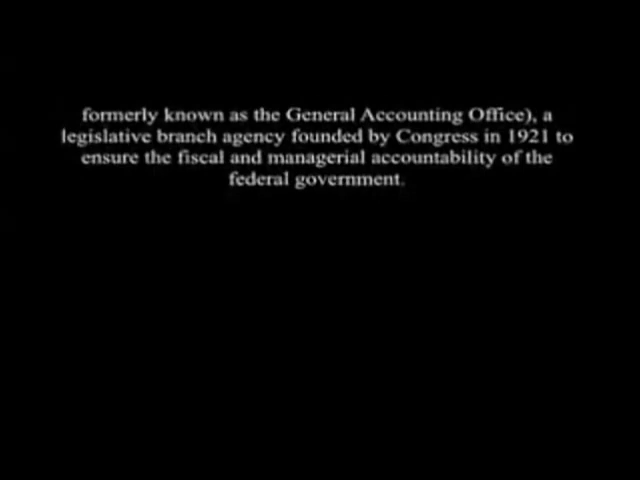 formerly known as the General Accounting Office), a
legislative branch agency founded by Congress in 1921 to
ensure the fiscal and managerial accountability of the
federal government.